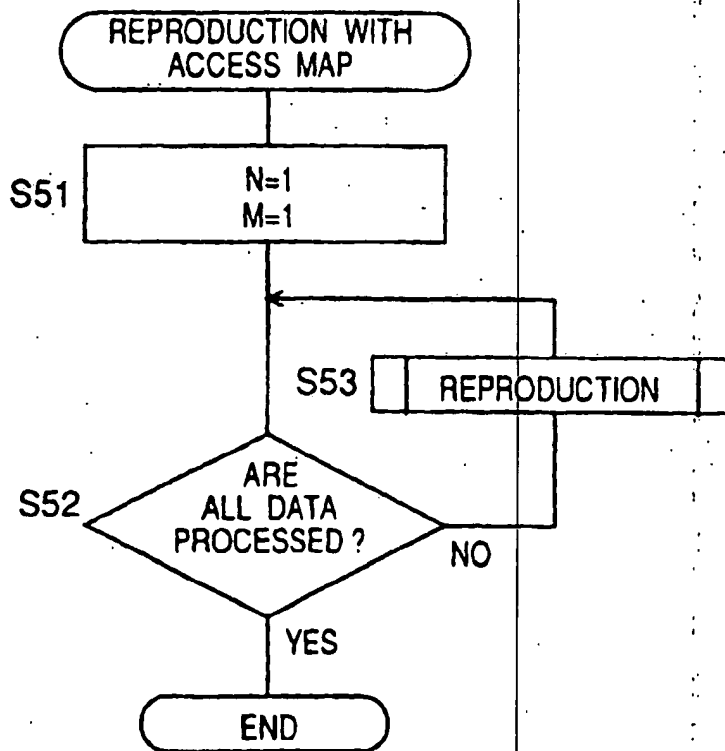 REPRODUCTION WITH
ACCESS MAP
S51
N=1
M=1
S53
REPRODUCTION
S52
ARE
ALL DATA
PROCESSED?
NO
YES
END